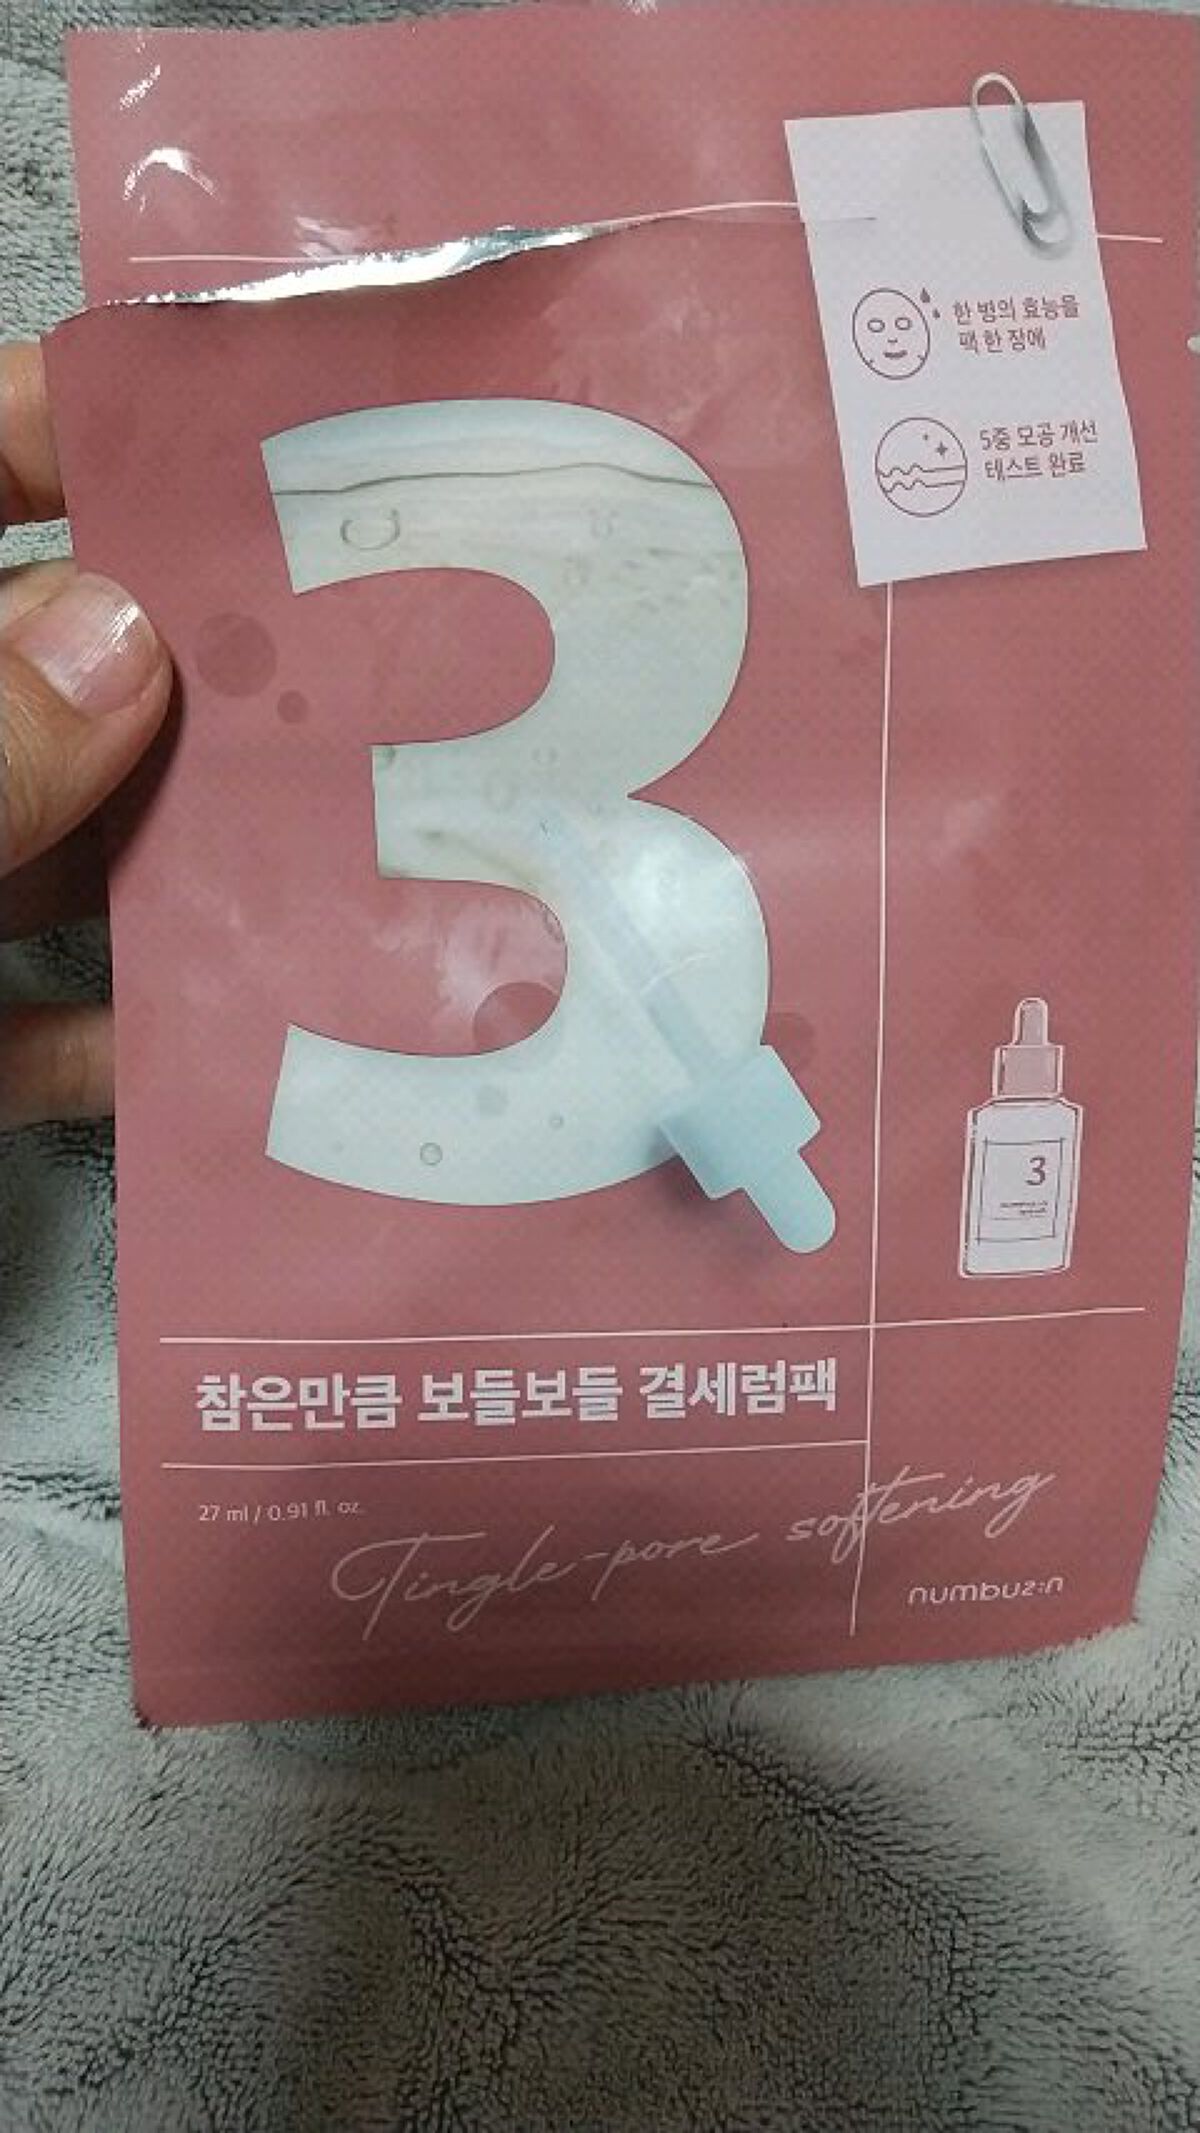 한 병의 효능을
팩 한 장에
5중 모공 개선
테스트 완료
3
3
참은만큼 보들보들 결세럼팩
27 ml / 0.91 fl. oz.
Tingle-pore softening
numbuz:n